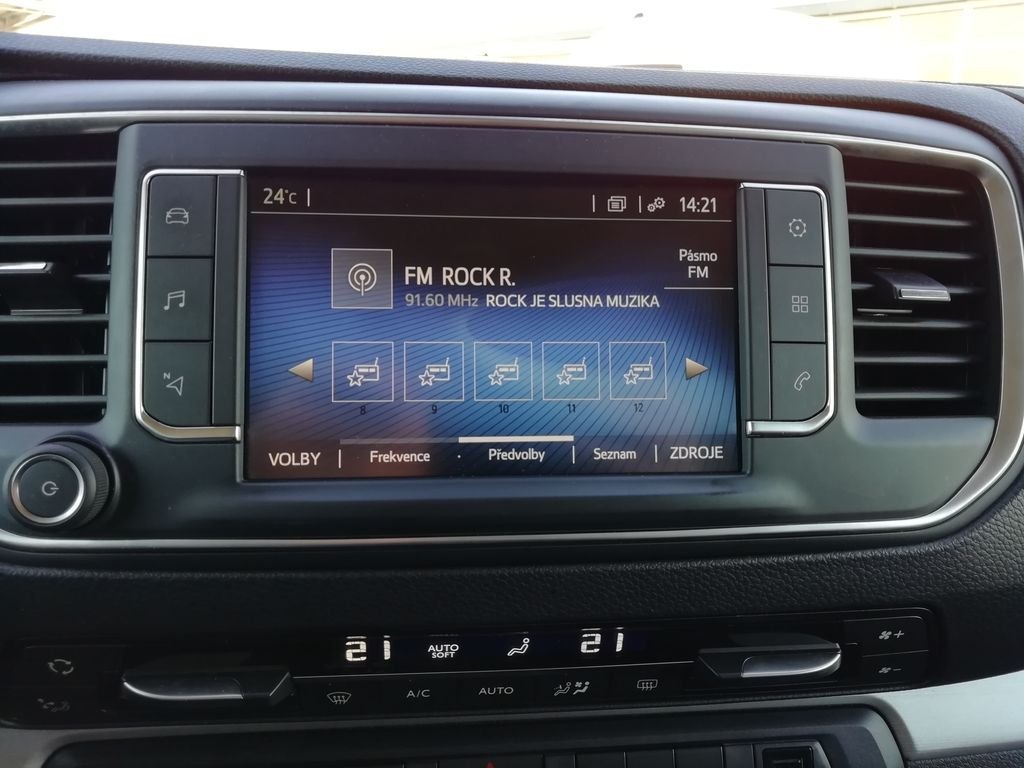 24°C
14:21
Pásmo
FM
FM ROCK R.
91.60 MHz ROCK JE SLUSNA MUZIKA
8 9 10 11 12
VOLBY Frekvence Předvolby Seznam ZDROJE
N
21 AUTO SOFT 21
A/C AUTO